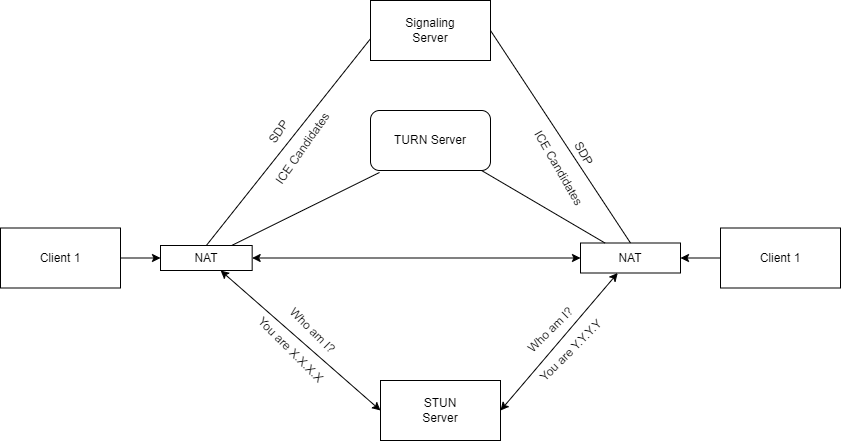 Signaling
Server
SDP
ICE Candidates
TURN Server
ICE Candidates
SDP
Client 1
NAT
NAT
Client 1
Who am I?
You are X.X.X.X
Who am I?
You are Y.Y.Y.Y
STUN
Server